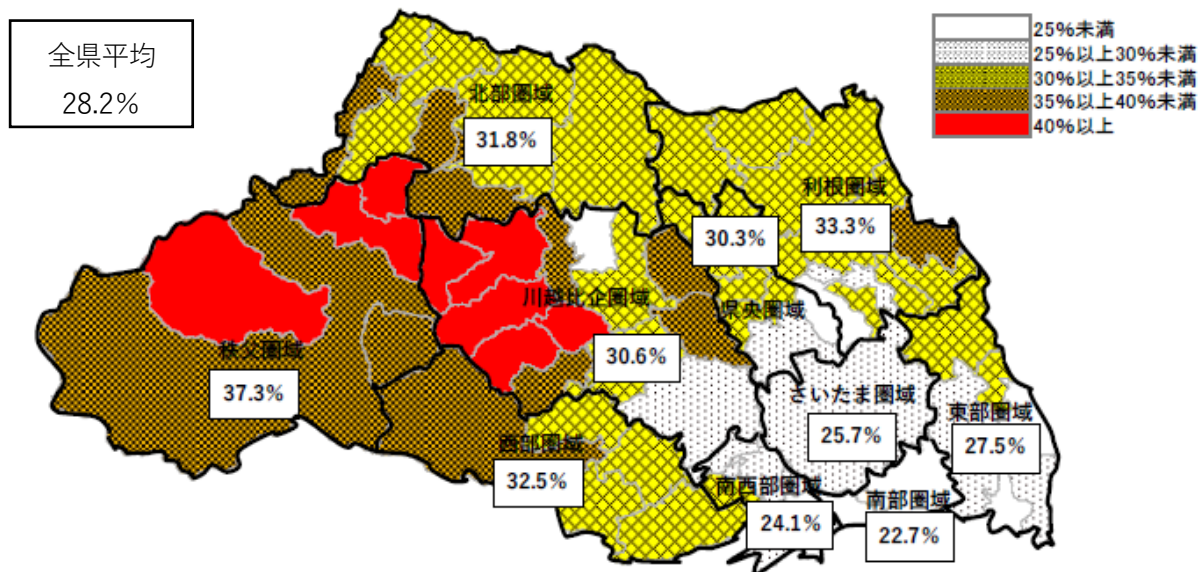 全県平均
28.2%
25%未満
25%以上30%未満
30%以上35%未満
35%以上40%未満
40%以上
北部圏域
31.8%
利根圏域
33.3%
30.3%
県央圏域
川越比企圏域
30.6%
秩父圏域
37.3%
さいたま圏域
25.7%
東部圏域
27.5%
西部圏域
32.5%
南西部圏域
24.1%
南部圏域
22.7%